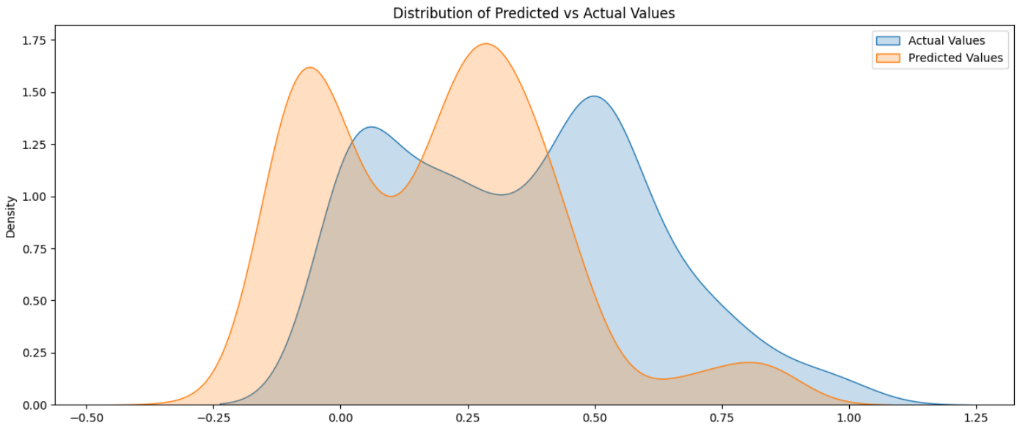 Distribution of Predicted vs Actual Values
Actual Values
Predicted Values
Density
1.75
1.50
1.25
1.00
0.75
0.50
0.25
0.00
−0.50 −0.25 0.00 0.25 0.50 0.75 1.00 1.25